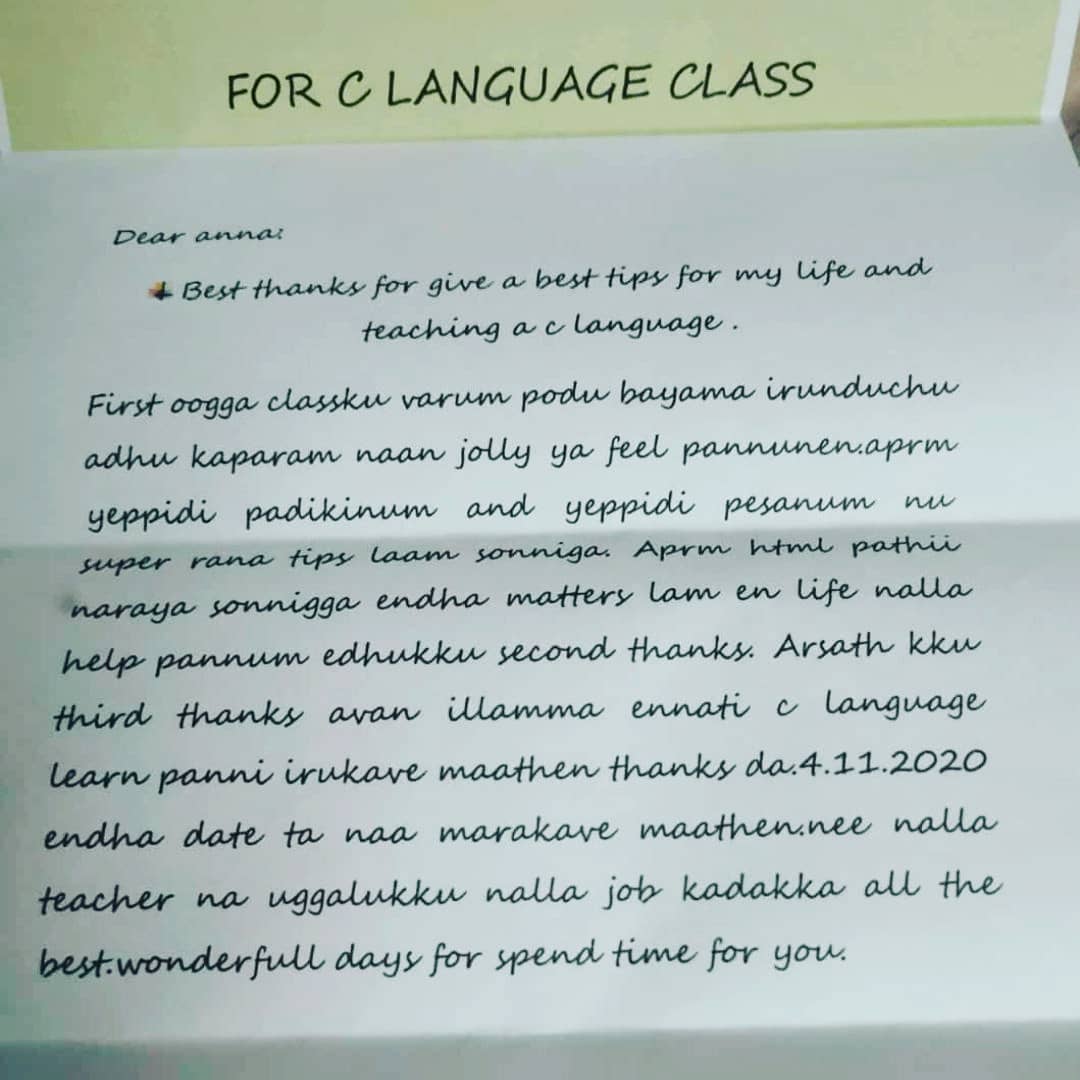 FOR C LANGUAGE CLASS
Dear anna:
Best thanks for give a best tips for my life and
teaching a c language .
First oogga classku varum podu bayama irunduchu
adhu kaparam naan jolly ya feel pannunen.aprm
yeppidi padikinum and yeppidi pesanum nu
super rana tips laam sonniga. Aprm html pathii
naraya sonnigga endha matters lam en life nalla
help pannum edhukku second thanks. Arsath kku
third thanks avan illamma ennati c language
learn panni irukave maathen thanks da.4.11.2020
endha date ta naa marakave maathen.nee nalla
teacher na uggalukku nalla job kadakka all the
best.wonderfull days for spend time for you.